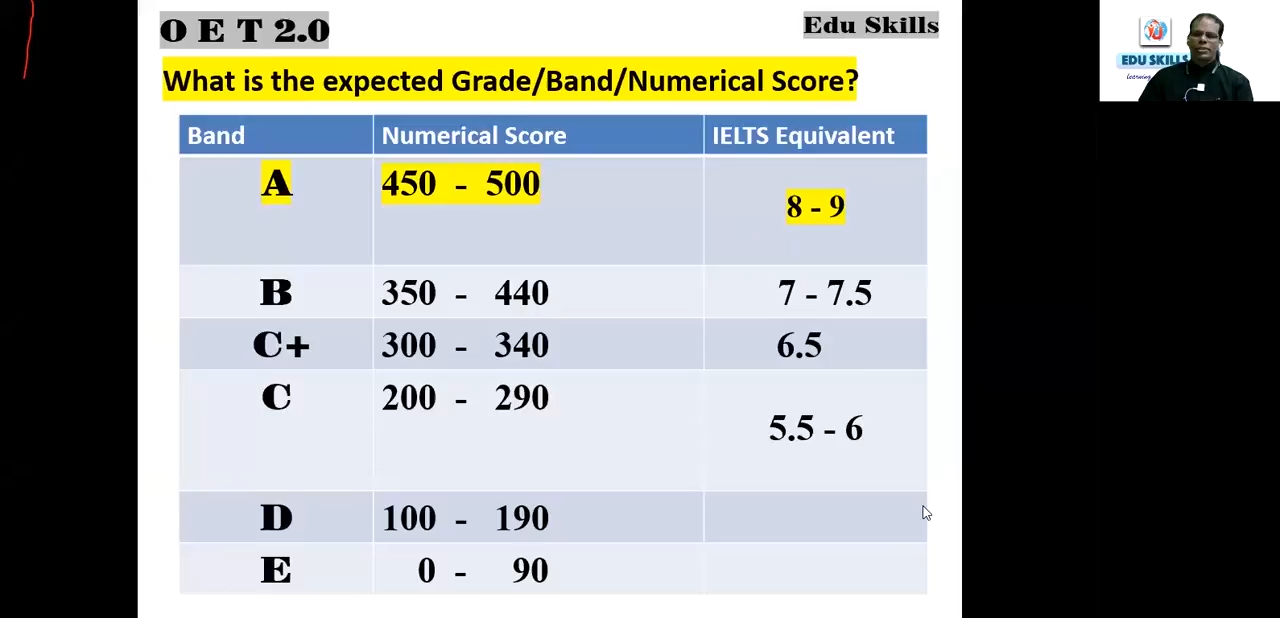 O E T 2.0
Edu Skills
What is the expected Grade/Band/Numerical Score?
Band Numerical Score IELTS Equivalent
A 450 - 500 8 - 9
B 350 - 440 7 - 7.5
C+ 300 - 340 6.5
C 200 - 290 5.5 - 6
D 100 - 190
E 0 - 90
EDU SKILLS
learning